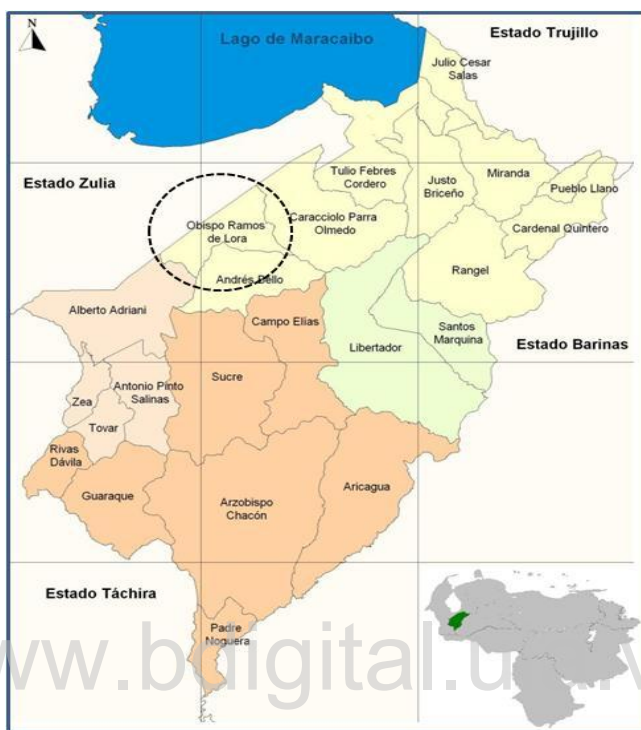 N
Lago de Maracaibo
Estado Trujillo
Julio Cesar
Salas
Estado Zulia
Tulio Febres
Cordero
Justo
Briceño
Miranda
Pueblo Llano
Obispo Ramos
de Lora
Caracciolo Parra
Olmedo
Cardenal Quintero
Rangel
Andrés Bello
Alberto Adriani
Campo Elías
Santos
Marquina
Libertador
Estado Barinas
Sucre
Antonio Pinto
Salinas
Zea
Tovar
Rivas
Dávila
Guaraque
Arzobispo
Chacón
Aricagua
Estado Táchira
Padre
Noguera
www.bdigital.u